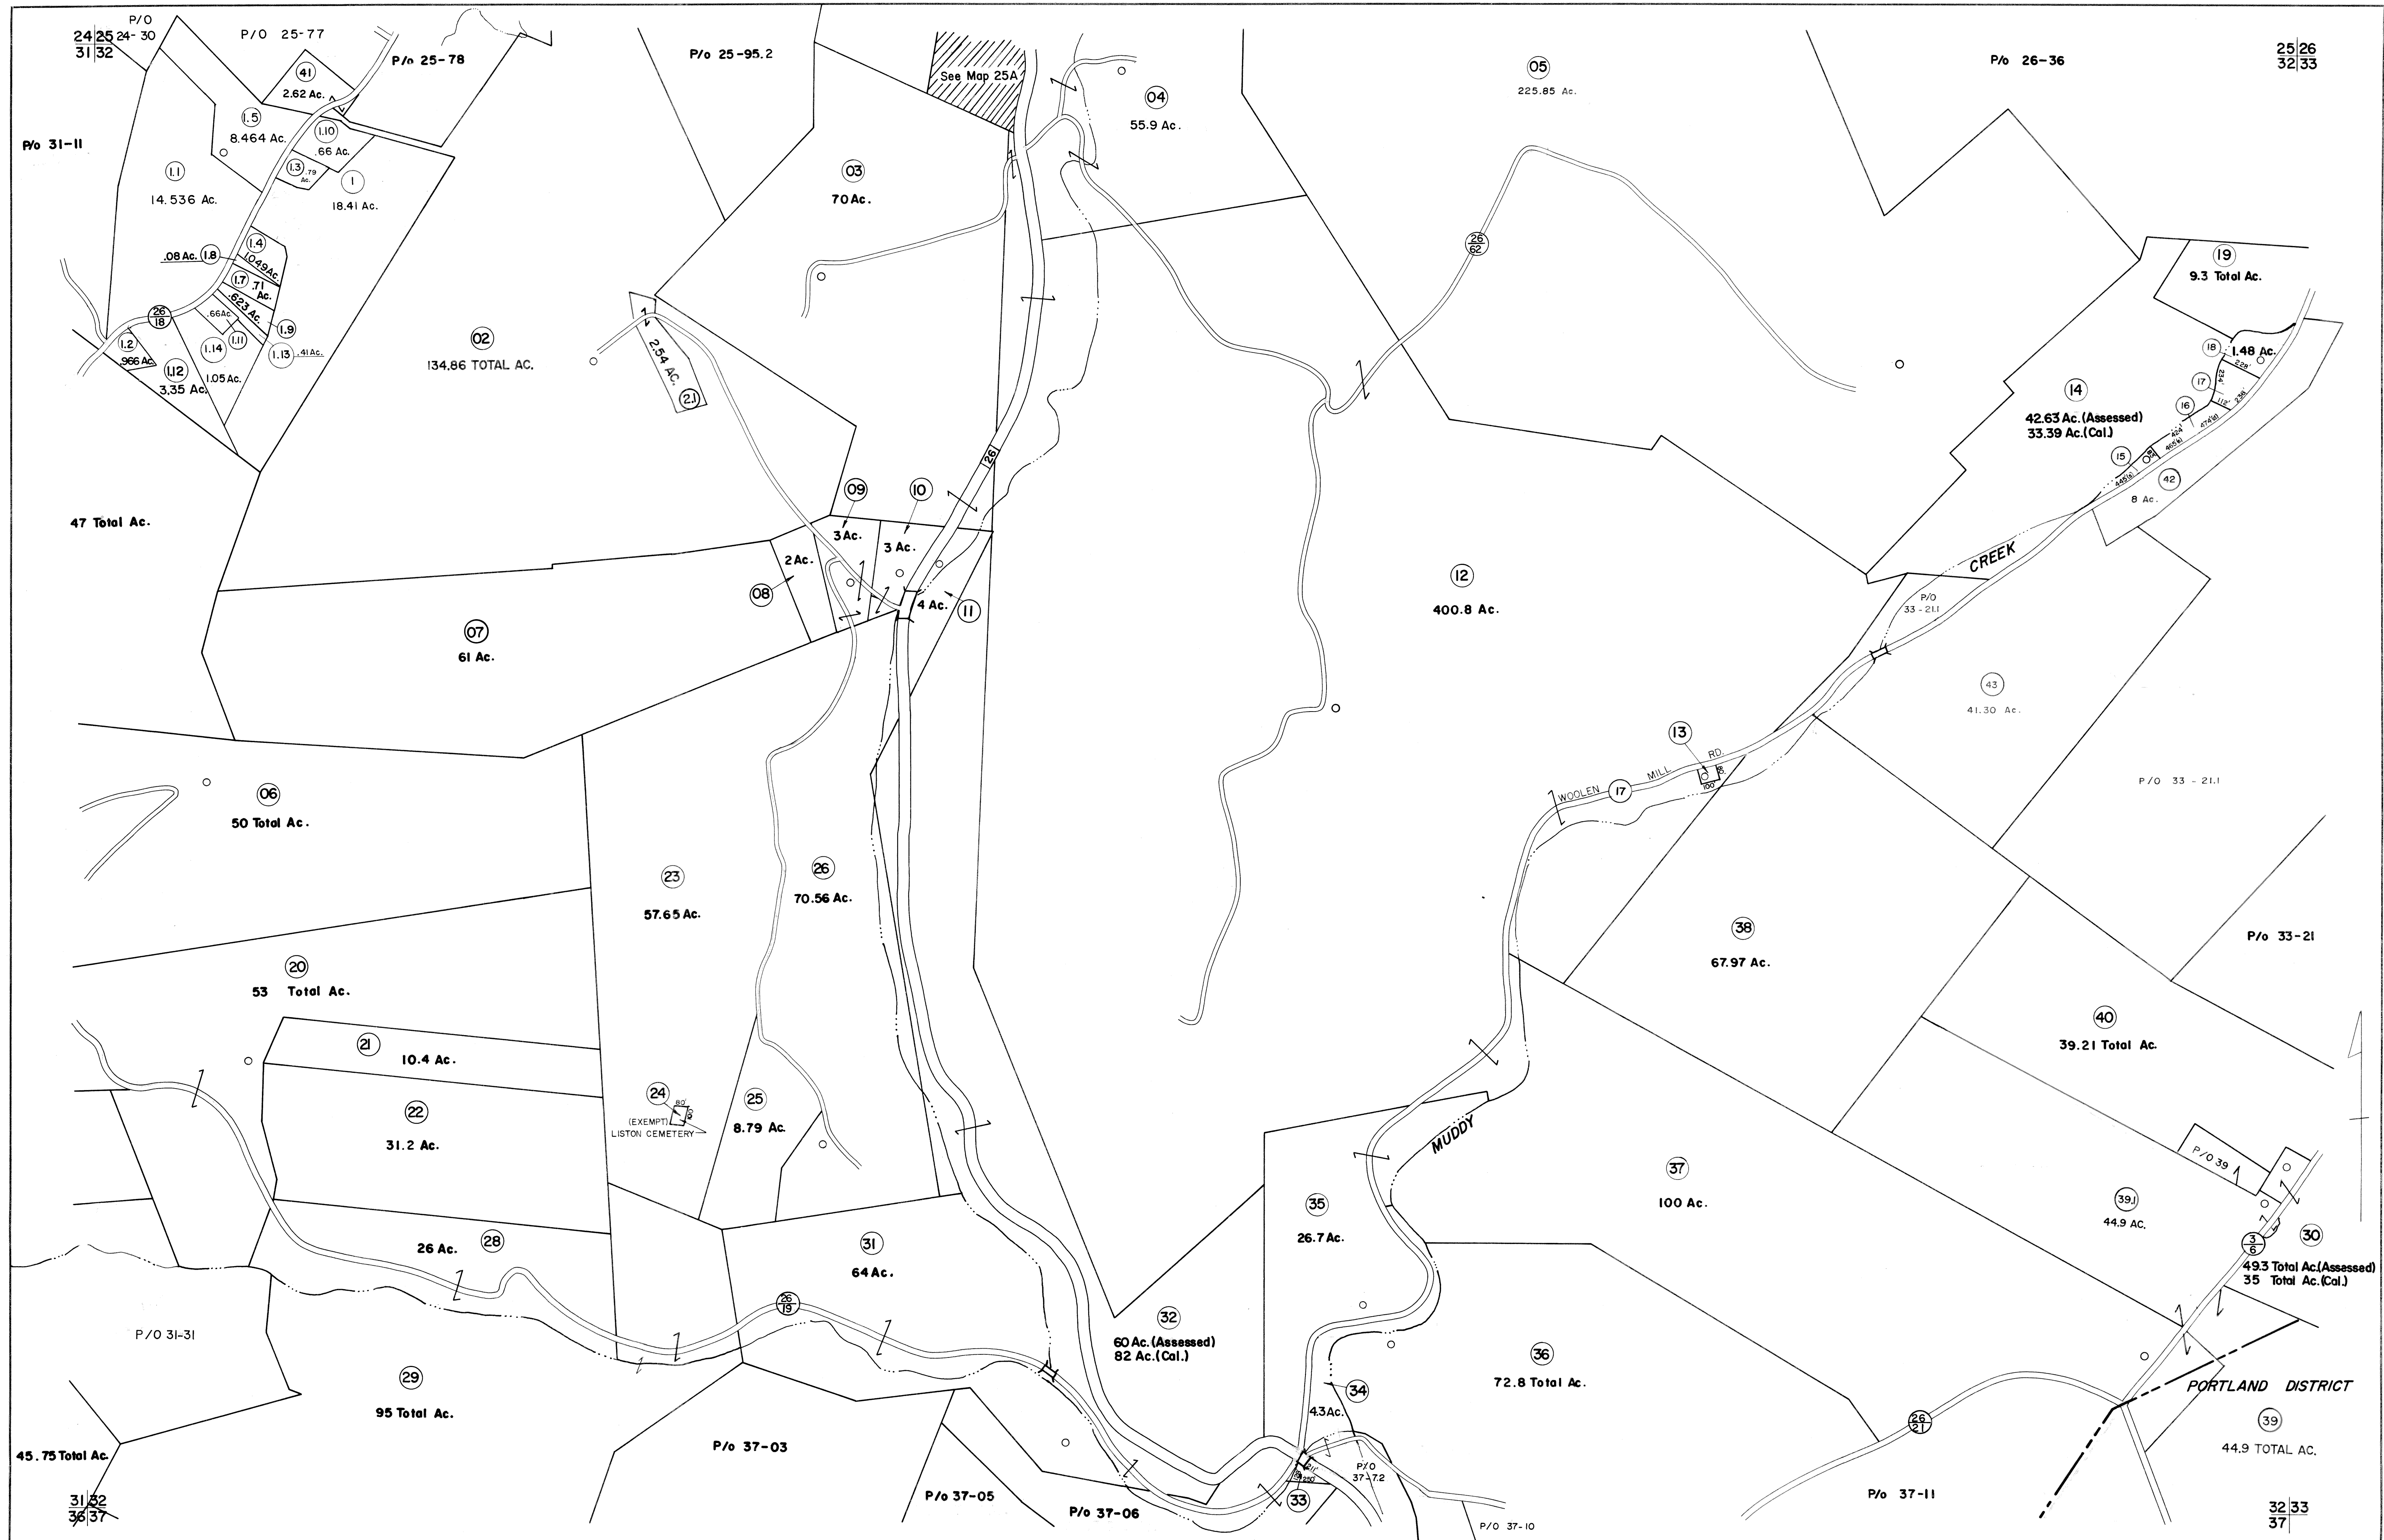 24 25
31 32
P/O
24-30
P/O 25-77
P/o 25-78
P/o 25-95.2
See Map 25A
04
55.9 Ac.
05
225.85 Ac.
P/o 26-36
25 26
32 33
41
2.62 Ac.
1.5
8.464 Ac.
1.10
.66 Ac.
1.3
.79
Ac.
1
18.41 Ac.
P/o 31-11
1.1
14.536 Ac.
03
70 Ac.
1.4
1.049 Ac.
.08 Ac.
1.8
1.7
.71
Ac.
.623 Ac.
1.9
26
18
.66 Ac.
1.11
1.14
1.13
.41 Ac.
1.2
.966 Ac.
1.12
3.35 Ac.
1.05 Ac.
02
134.86 TOTAL AC.
2.54 AC.
2.1
26
62
19
9.3 Total Ac.
18
1.48 Ac.
228'
234'
17
112'
236'
16
424'
474'(s)
465'(s)
15
445'(s)
14
42.63 Ac.(Assessed)
33.39 Ac.(Cal.)
42
8 Ac.
26
47 Total Ac.
09
3 Ac.
10
3 Ac.
2 Ac.
08
4 Ac.
11
07
61 Ac.
12
400.8 Ac.
CREEK
P/O
33-21.1
43
41.30 Ac.
13
WOOLEN
17
MILL
RD.
100'
P/O 33-21.1
06
50 Total Ac.
23
57.65 Ac.
26
70.56 Ac.
38
67.97 Ac.
P/o 33-21
20
53 Total Ac.
21
10.4 Ac.
22
31.2 Ac.
24
80'
(EXEMPT)
LISTON CEMETERY
25
8.79 Ac.
40
39.21 Total Ac.
MUDDY
P/O 39
37
100 Ac.
35
26.7 Ac.
39.1
44.9 AC.
3
6
30
49.3 Total Ac.(Assessed)
35 Total Ac.(Cal.)
26 Ac.
28
31
64 Ac.
26
19
P/O 31-31
32
60 Ac.(Assessed)
82 Ac.(Cal.)
36
72.8 Total Ac.
29
95 Total Ac.
34
4.3 Ac.
PORTLAND DISTRICT
39
44.9 TOTAL AC.
26
21
45.75 Total Ac.
P/o 37-03
P/O
37-7.2
211'
250'
33
P/o 37-05
P/o 37-06
P/O 37-10
P/o 37-11
31 32
36 37
32 33
37